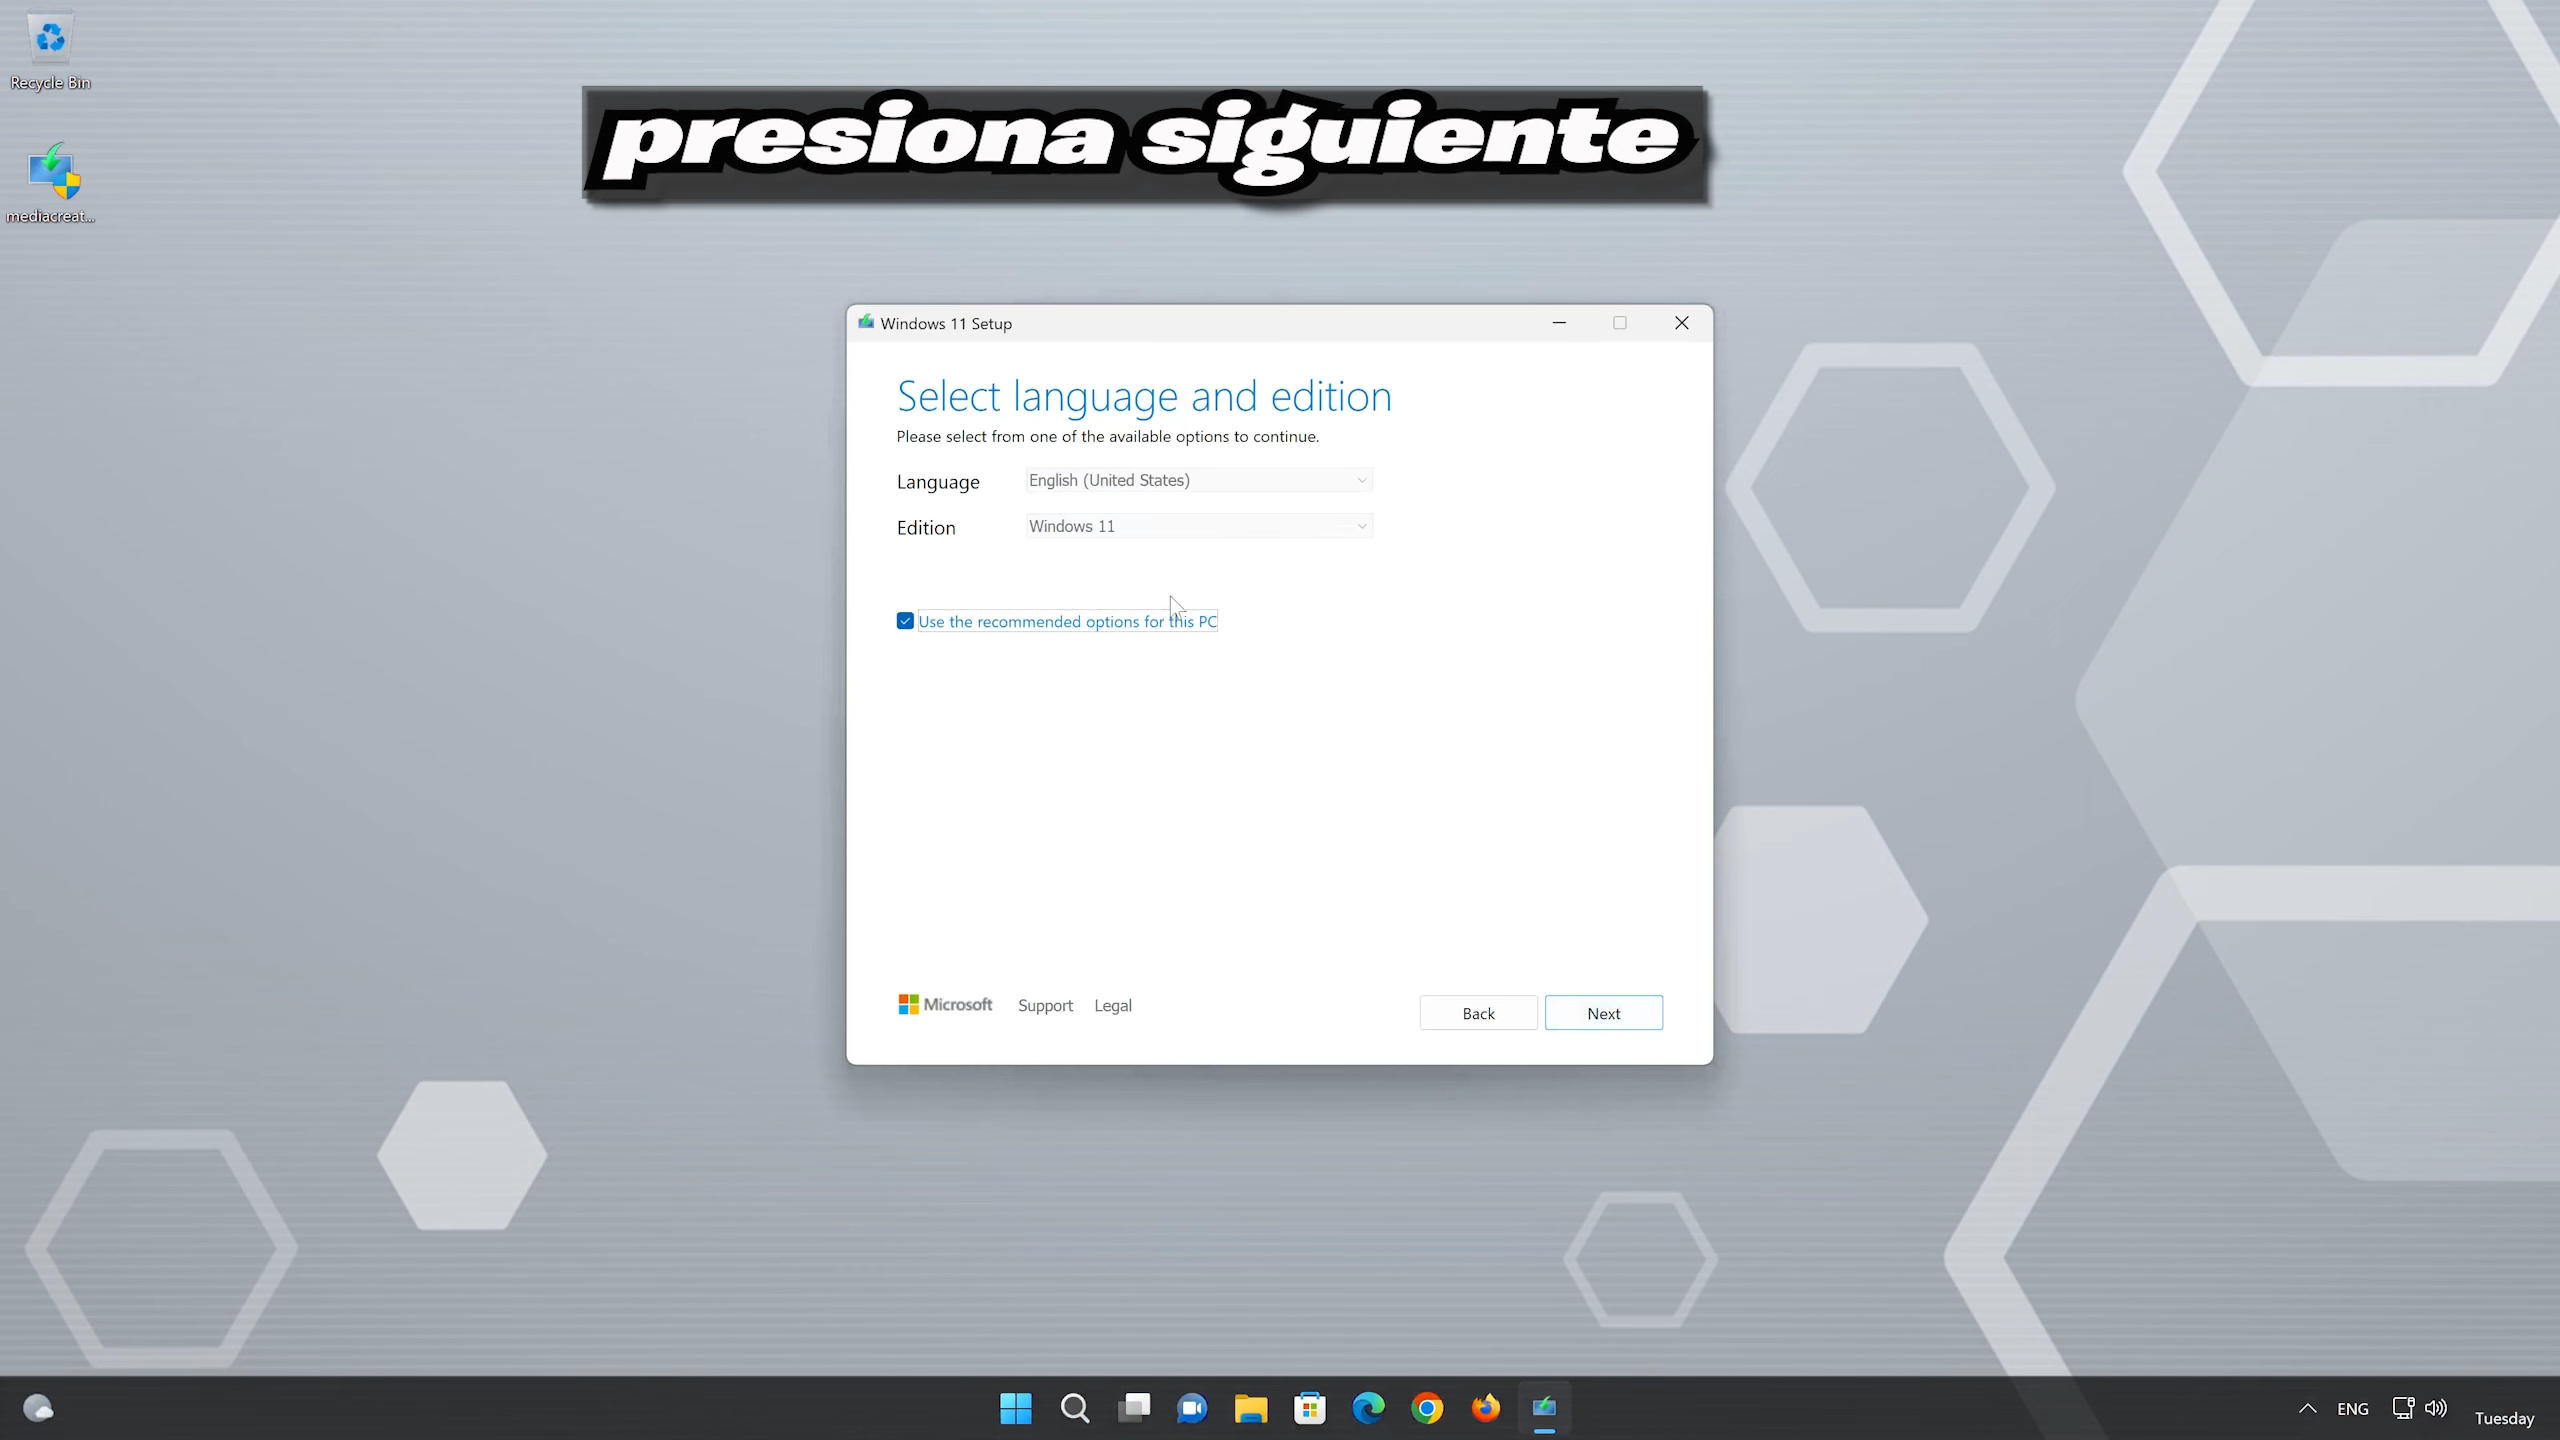 Recycle Bin
mediacreat...
presiona siguiente
Windows 11 Setup
Select language and edition
Please select from one of the available options to continue.
Language English (United States)
Edition Windows 11
Use the recommended options for this PC
Microsoft Support Legal
Back Next
ENG
Tuesday